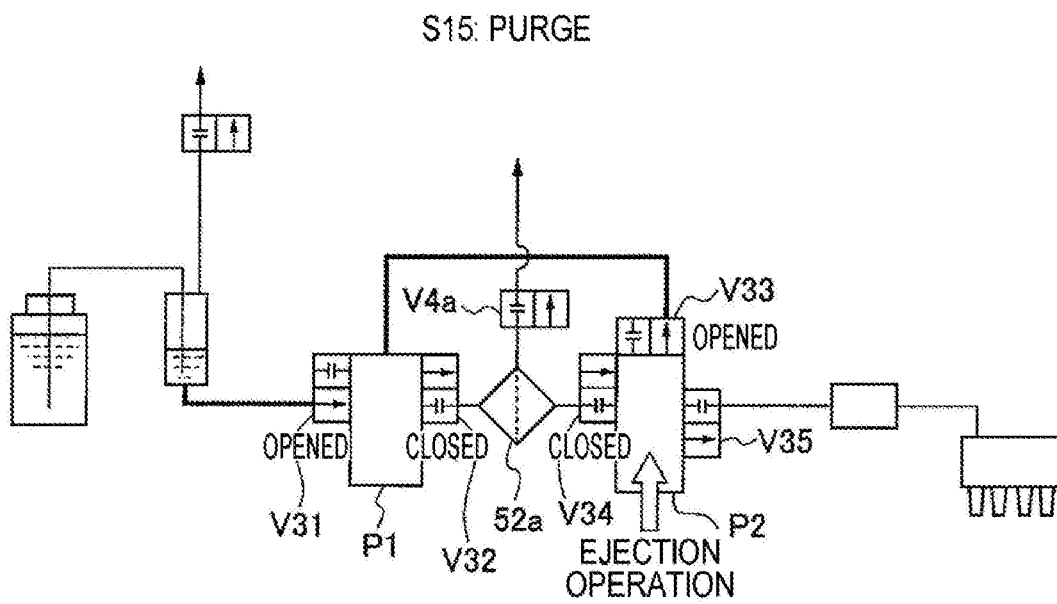 S15: PURGE
V4a
V33
OPENED
OPENED
CLOSED
CLOSED
V35
V31
P1
V32
52a
V34
P2
EJECTION
OPERATION